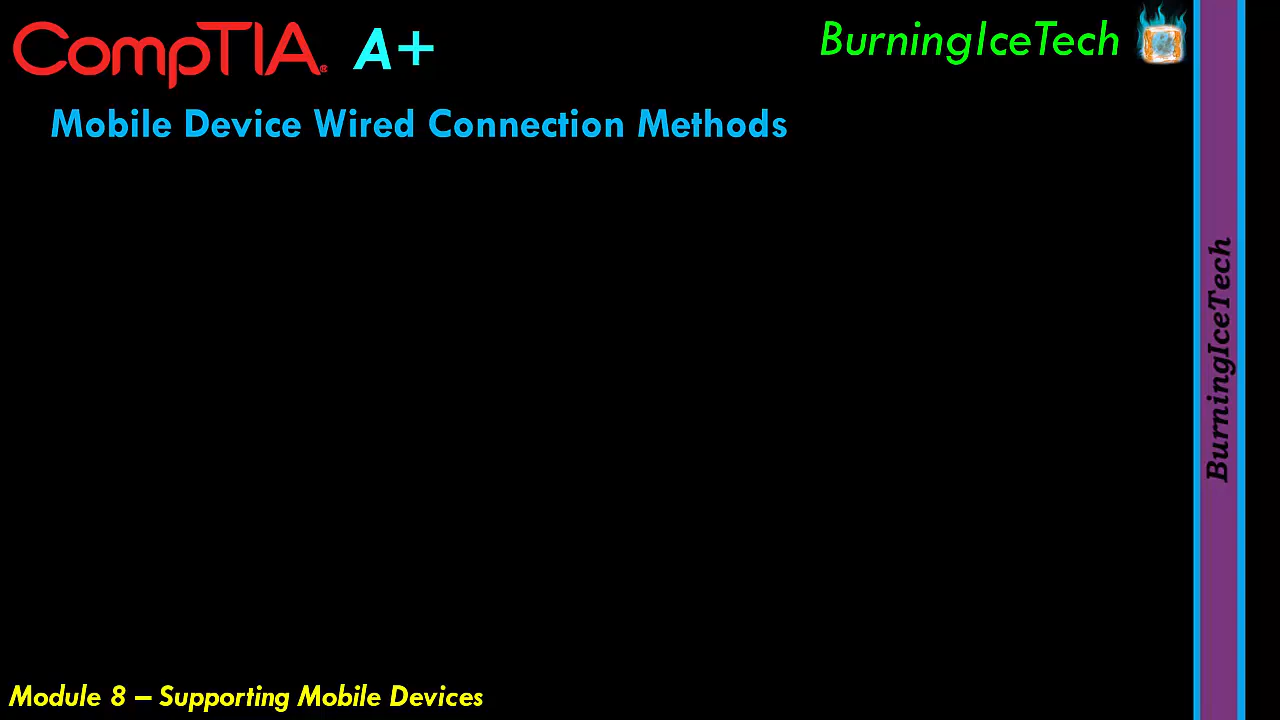 CompTIA® A+
BurningIceTech
Mobile Device Wired Connection Methods
BurningIceTech
Module 8 – Supporting Mobile Devices